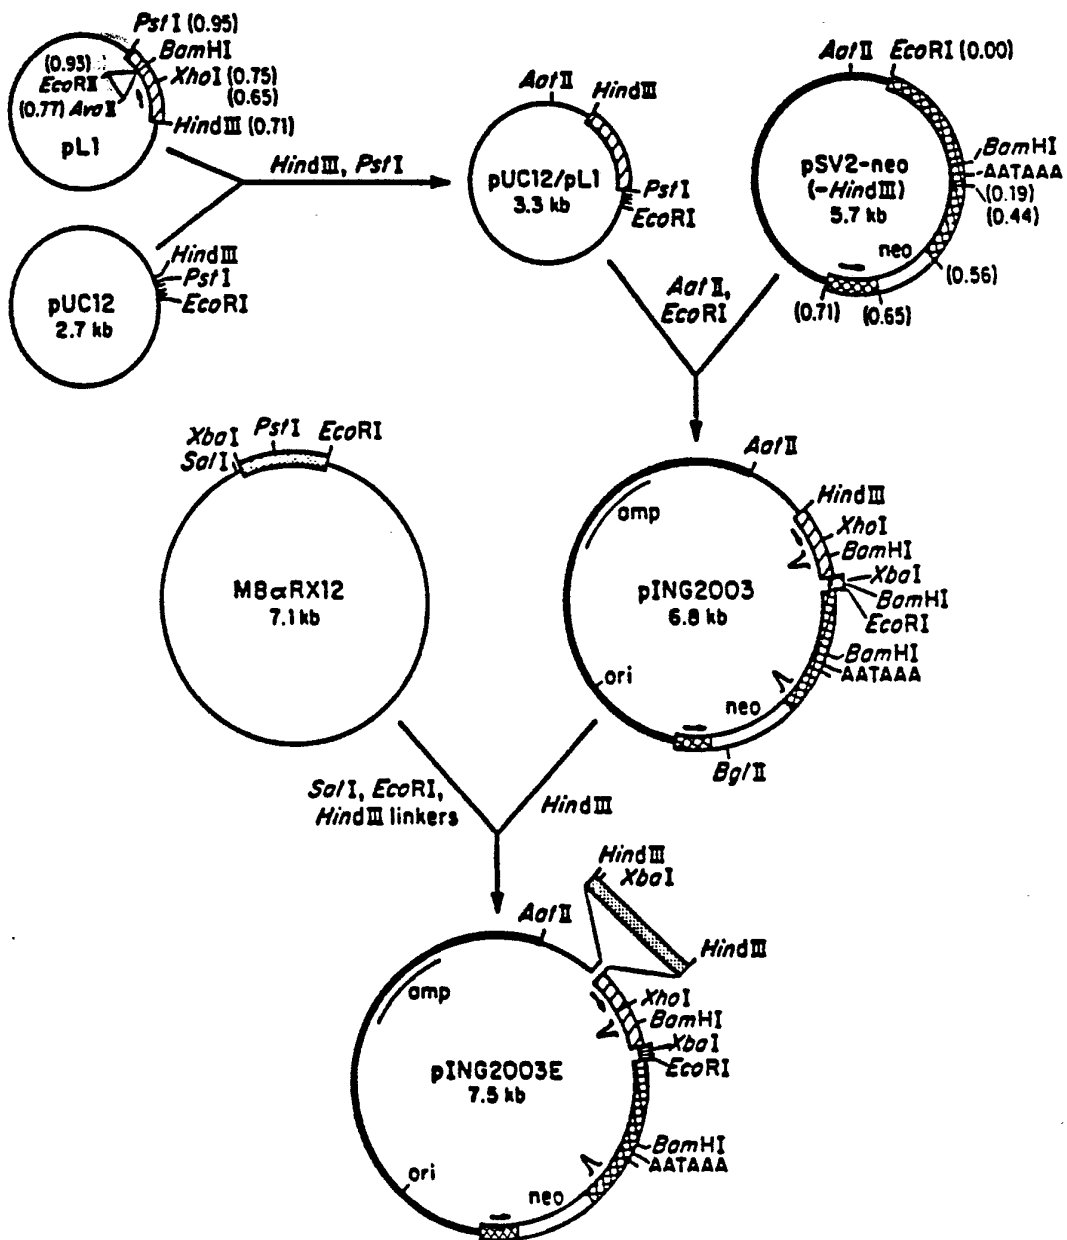 PstI (0.95)
BamHI
(0.93)
EcoRII
XhoI (0.75)
(0.65)
(0.77) AvaII
HindIII (0.71)
pL1
HindIII, PstI
HindIII
PstI
EcoRI
pUC12
2.7 kb
AatII
HindIII
pUC12/pL1
3.3 kb
PstI
EcoRI
AatII
EcoRI (0.00)
BamHI
AATAAA
(0.19)
(0.44)
pSV2-neo
(-HindIII)
5.7 kb
neo
(0.56)
(0.71)
(0.65)
AatII,
EcoRI
XbaI
PstI
EcoRI
SalI
M8αRX12
7.1 kb
AatII
HindIII
amp
XhoI
BamHI
XbaI
pING2003
6.8 kb
BamHI
EcoRI
BamHI
AATAAA
ori
neo
BglII
SalI, EcoRI,
HindIII linkers
HindIII
HindIII
XbaI
AatII
HindIII
amp
XhoI
BamHI
XbaI
EcoRI
pING2003E
7.5 kb
BamHI
AATAAA
ori
neo